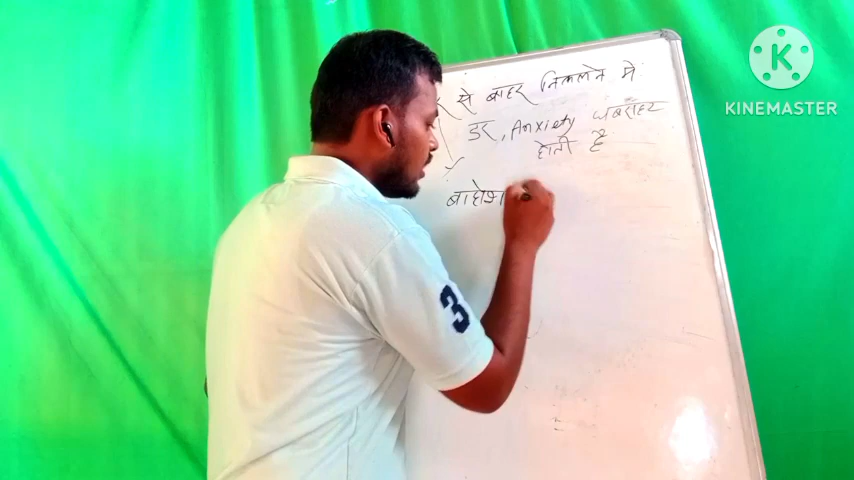 र से बाहर निकलने में
डर, Anxiety घबराहट
होती है
बाहोश
3
K
KINEMASTER